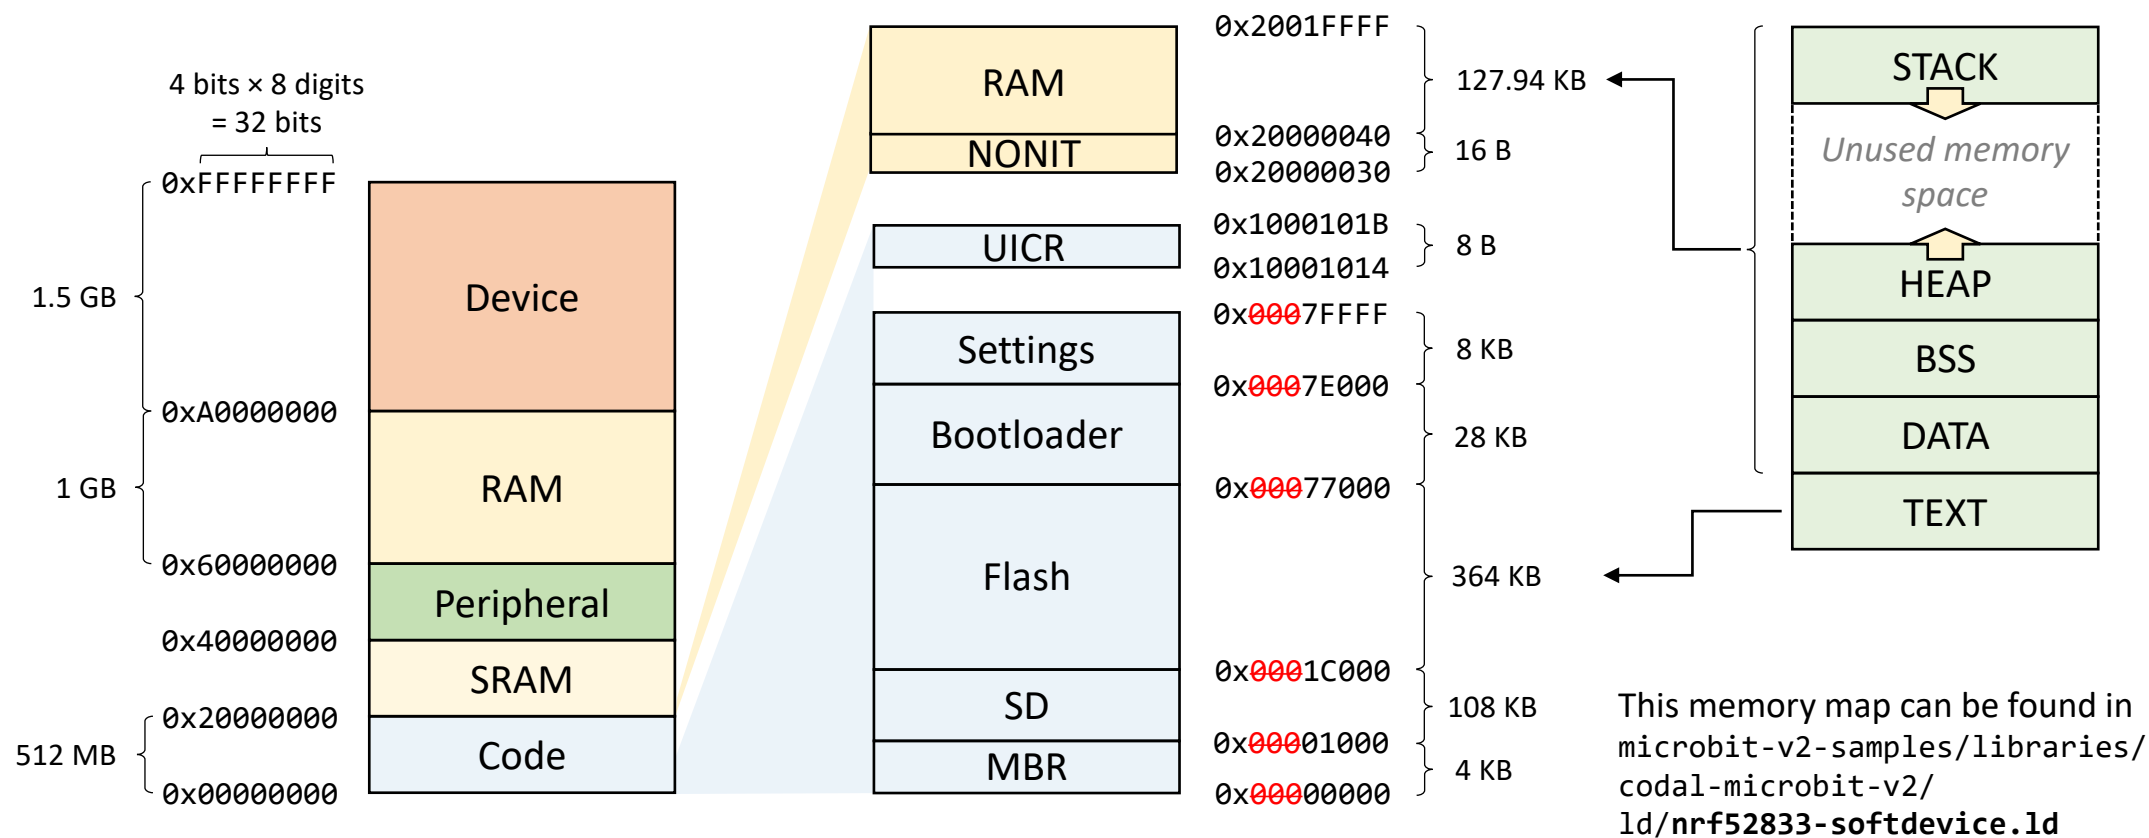 4 bits × 8 digits
= 32 bits
0xFFFFFFFF
1.5 GB
Device
0xA0000000
1 GB
RAM
0x60000000
Peripheral
0x40000000
SRAM
0x20000000
512 MB
Code
0x00000000
0x2001FFFF
RAM
127.94 KB
0x20000040
NONIT
16 B
0x20000030
0x1000101B
UICR
8 B
0x10001014
0x0007FFFF
Settings
8 KB
0x0007E000
Bootloader
28 KB
0x00077000
Flash
364 KB
0x0001C000
SD
108 KB
0x00001000
MBR
4 KB
0x00000000
STACK
Unused memory
space
HEAP
BSS
DATA
TEXT
This memory map can be found in
microbit-v2-samples/libraries/
codal-microbit-v2/
ld/nrf52833-softdevice.ld